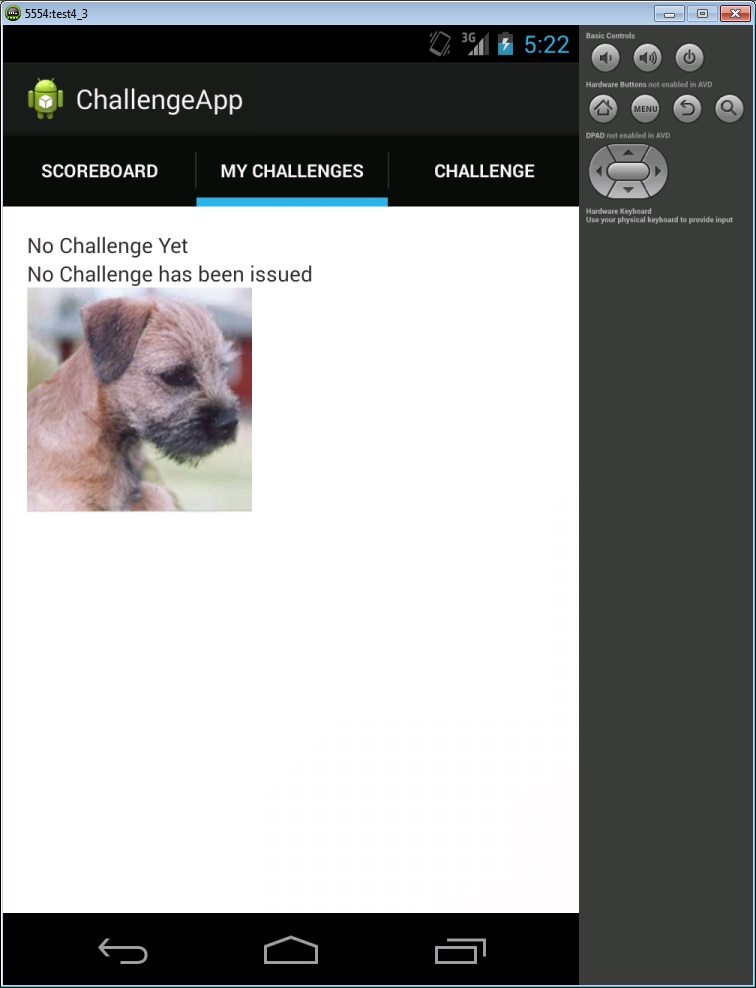 5554:test4_3
3G 5:22
ChallengeApp
SCOREBOARD MY CHALLENGES CHALLENGE
No Challenge Yet
No Challenge has been issued
Basic Controls
Hardware Buttons not enabled in AVD
MENU
DPAD not enabled in AVD
Hardware Keyboard
Use your physical keyboard to provide input